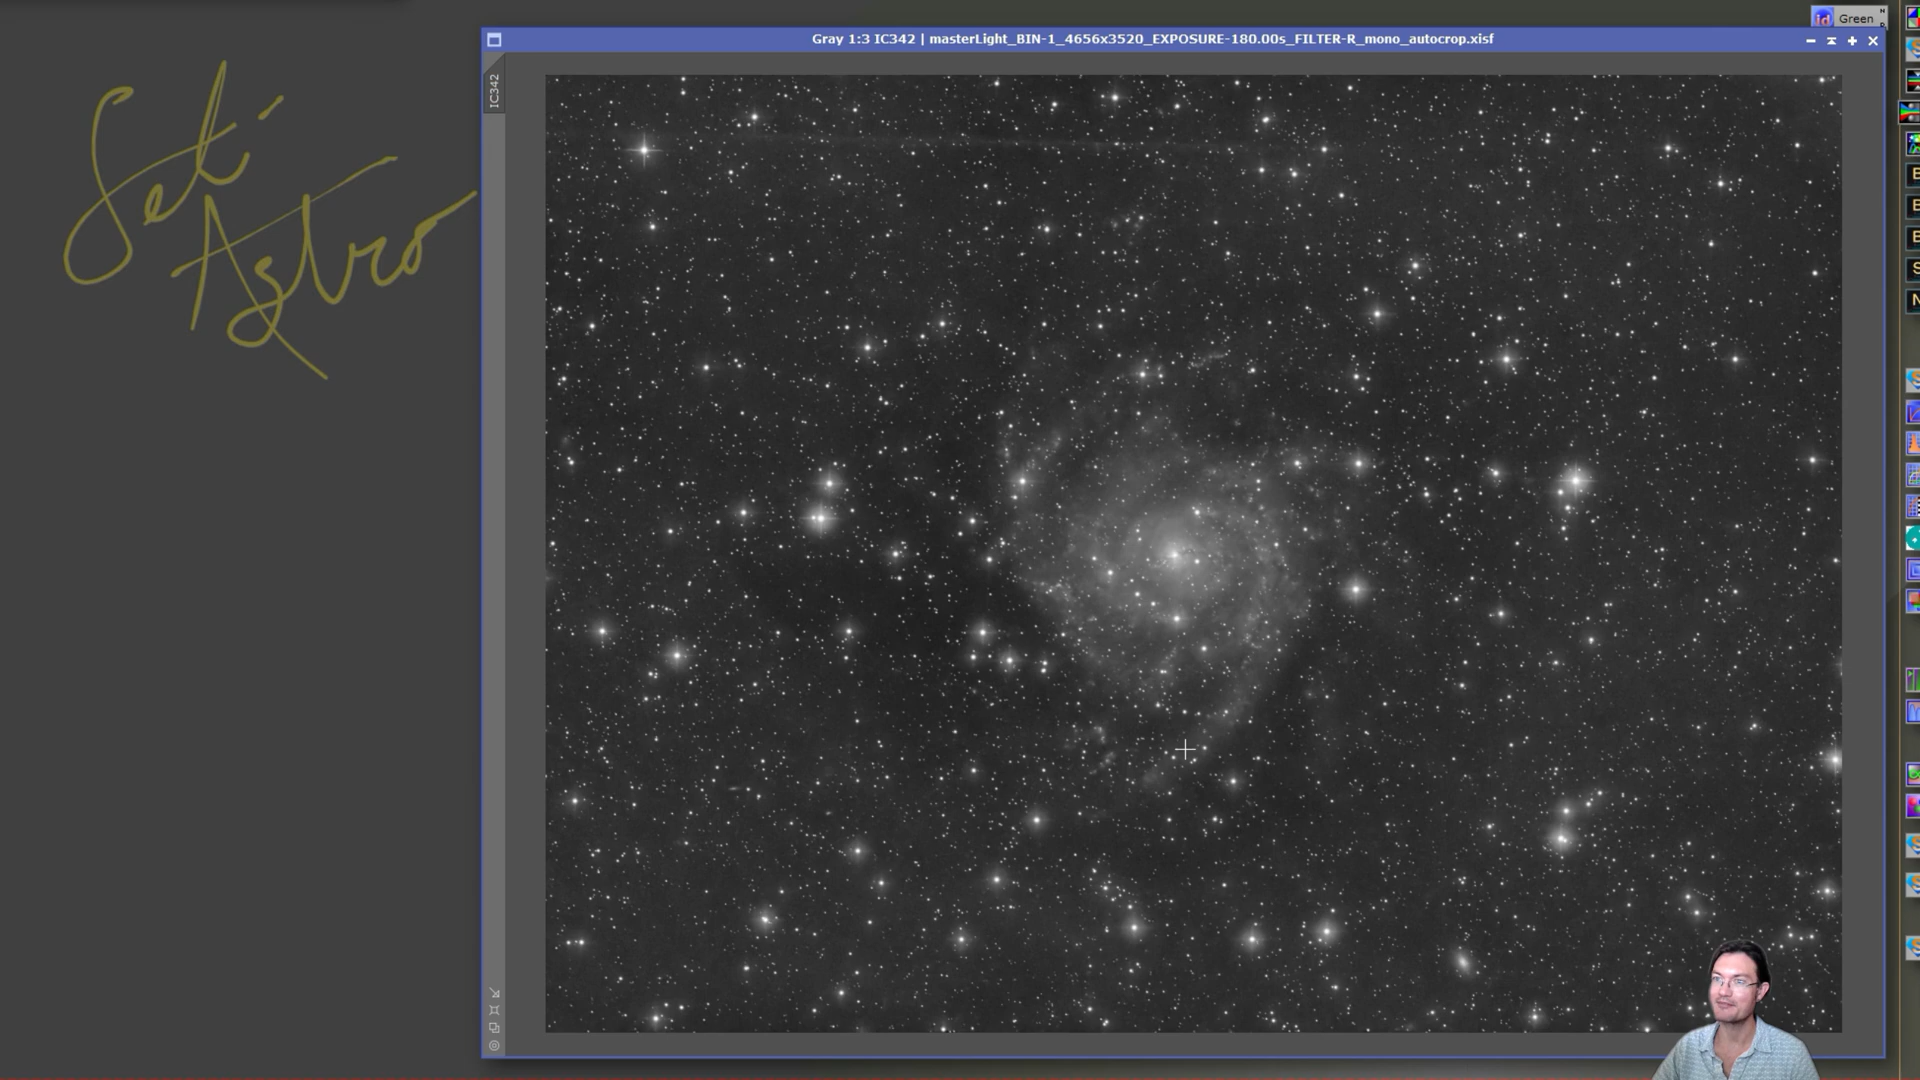 Seti
Astro
Green
N
Gray 1:3 IC342 | masterLight_BIN-1_4656x3520_EXPOSURE-180.00s_FILTER-R_mono_autocrop.xisf
IC342
E
E
E
S
N